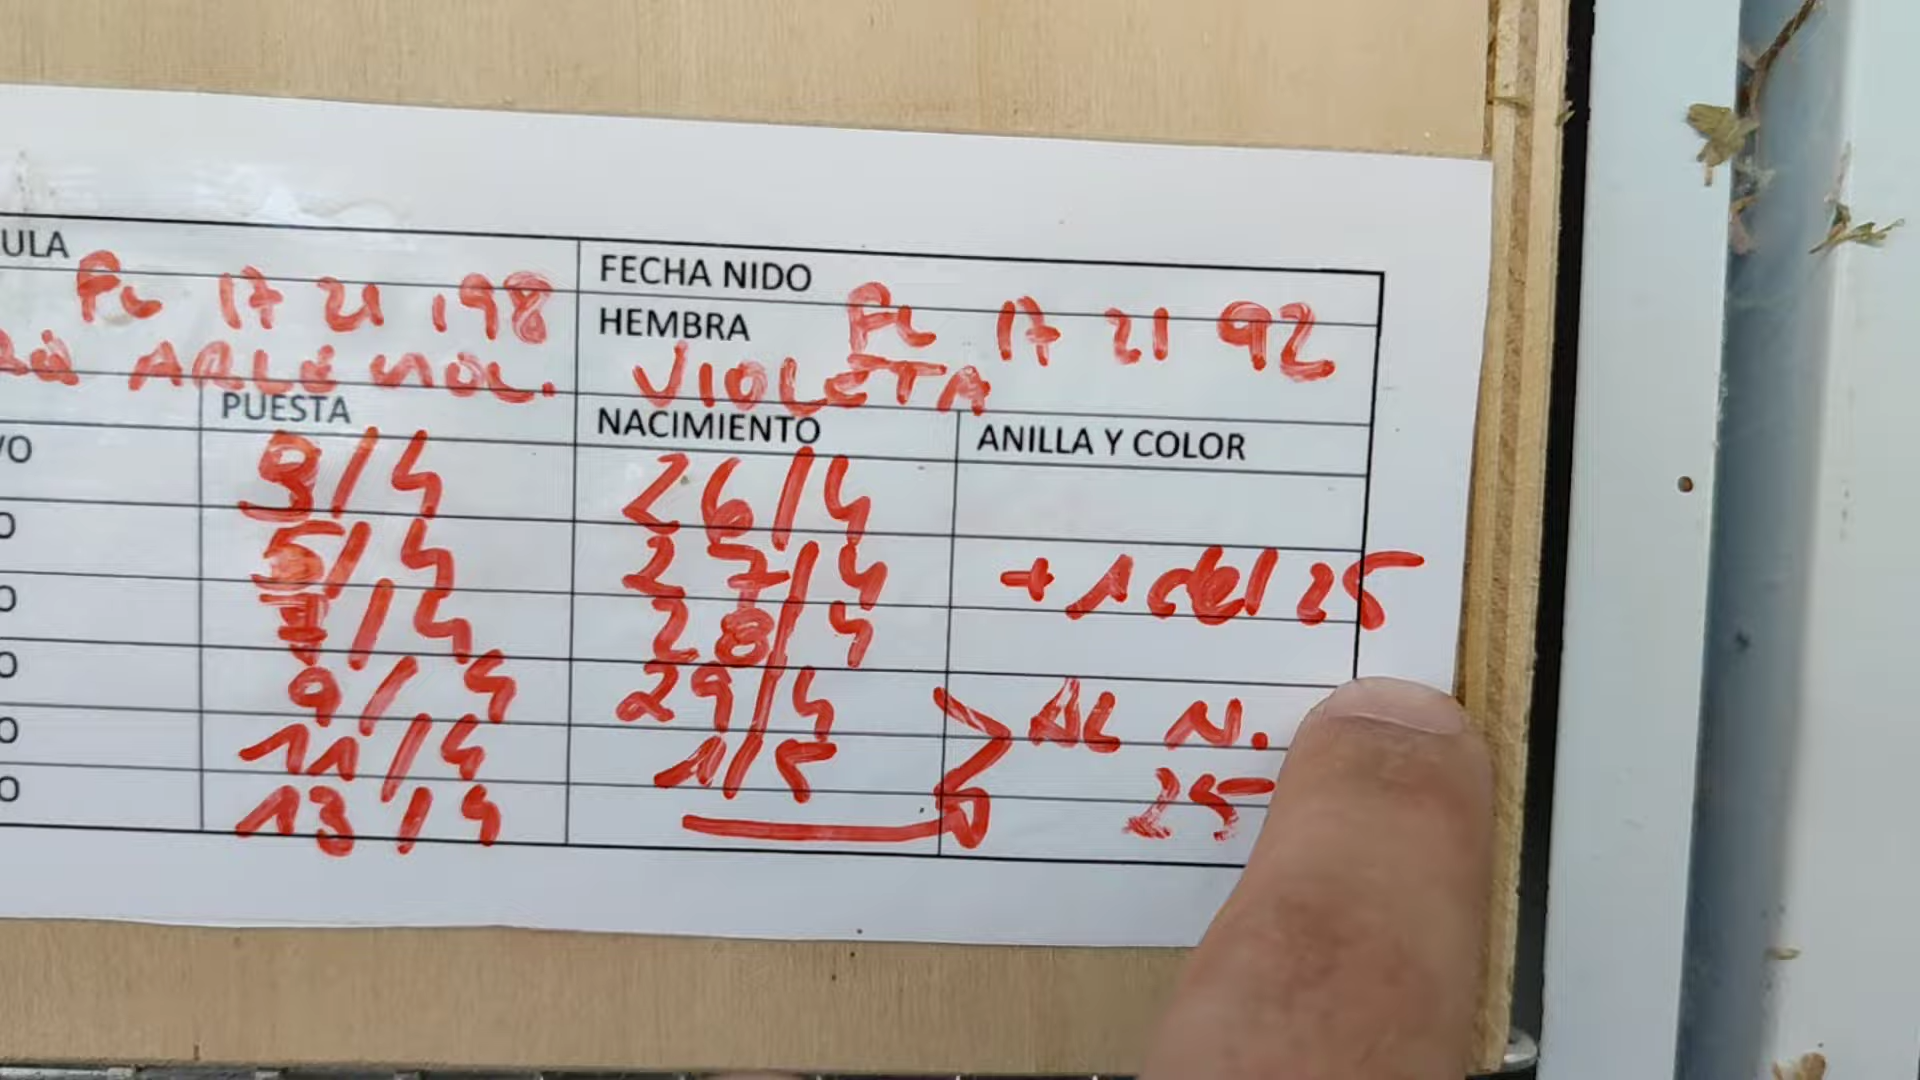 ULA FECHA NIDO
PL 17 21 198 HEMBRA PL 17 21 92
VIOLETA
PUESTA NACIMIENTO ANILLA Y COLOR
VO 3/4 26/4
O 5/4 27/4 +1 del 25
O 7/4 28/4
O 9/4 29/4 AL N.
O 11/4 1/5 25
O 13/4